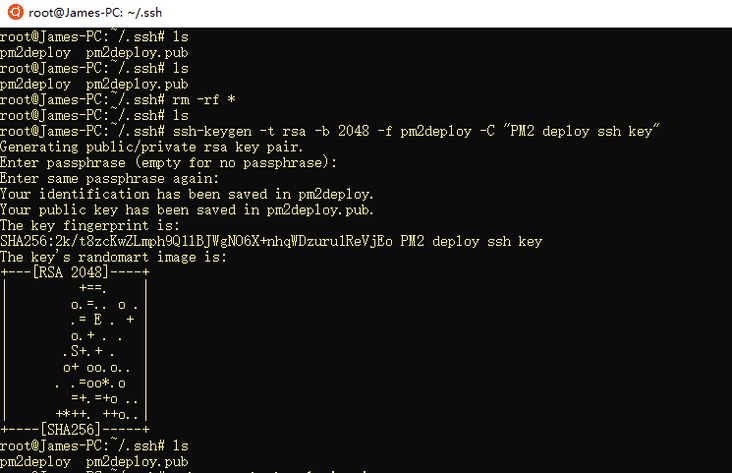 root@James-PC: ~/.ssh
root@James-PC:~/.ssh# ls
pm2deploy  pm2deploy.pub
root@James-PC:~/.ssh# ls
pm2deploy  pm2deploy.pub
root@James-PC:~/.ssh# rm -rf *
root@James-PC:~/.ssh# ls
root@James-PC:~/.ssh# ssh-keygen -t rsa -b 2048 -f pm2deploy -C "PM2 deploy ssh key"
Generating public/private rsa key pair.
Enter passphrase (empty for no passphrase):
Enter same passphrase again:
Your identification has been saved in pm2deploy.
Your public key has been saved in pm2deploy.pub.
The key fingerprint is:
SHA256:2k/t8zcKwZLmph9Q11BJWgNO6X+nhqWDzuru1ReVjEo PM2 deploy ssh key
The key's randomart image is:
+---[RSA 2048]----+
|         +==.    |
|        o.=.. o .|
|        .= E . + |
|        o.+ . .  |
|       .S+.+ .   |
|       o+ oo.o.. |
|      . .=oo*.o  |
|        =+.=+o ..|
|      +*++. ++o..|
+----[SHA256]-----+
root@James-PC:~/.ssh# ls
pm2deploy  pm2deploy.pub